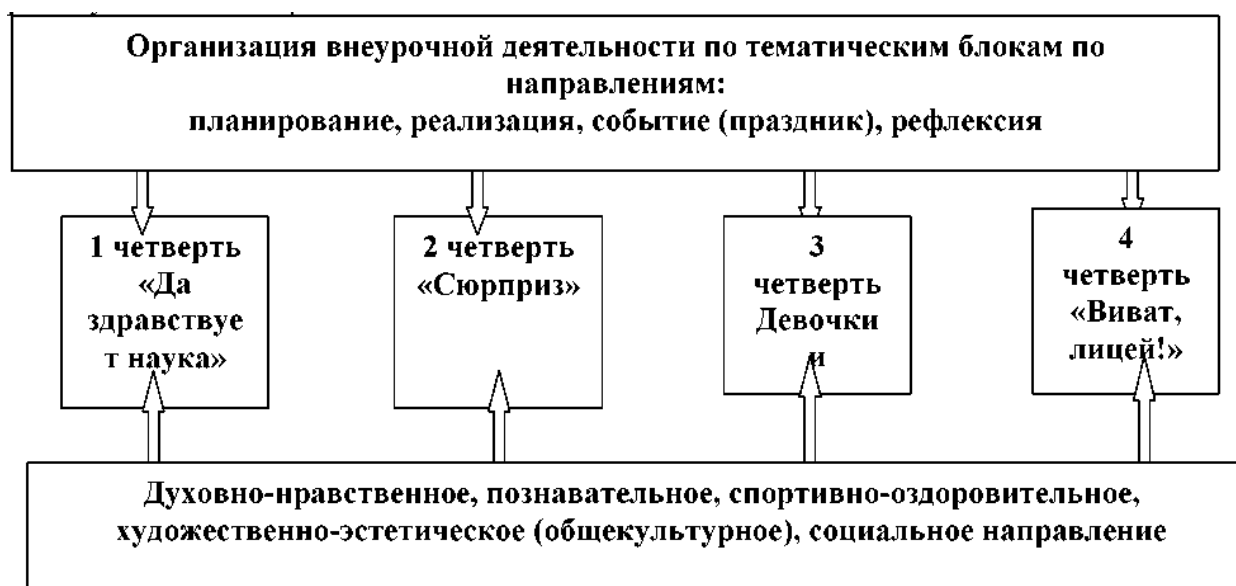 Организация внеурочной деятельности по тематическим блокам по
направлениям:
планирование, реализация, событие (праздник), рефлексия
1 четверть
«Да
здравствуе
т наука»
2 четверть
«Сюрприз»
3
четверть
Девочки
и
4
четверть
«Виват,
лицей!»
Духовно-нравственное, познавательное, спортивно-оздоровительное,
художественно-эстетическое (общекультурное), социальное направление